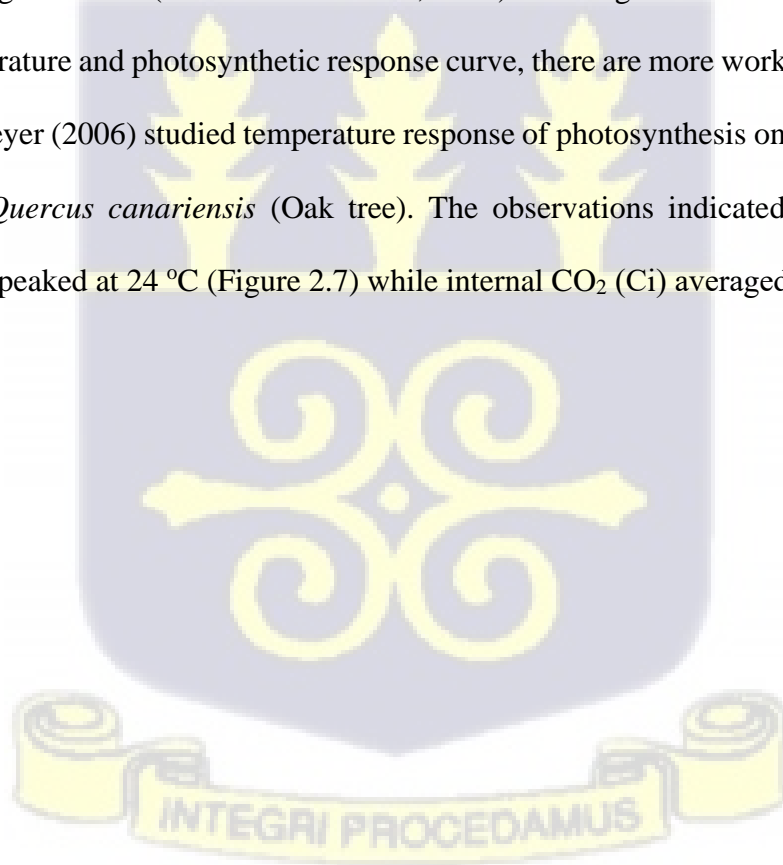 rature and photosynthetic response curve, there are more work
eyer (2006) studied temperature response of photosynthesis on
Quercus canariensis (Oak tree). The observations indicated
peaked at 24 ºC (Figure 2.7) while internal CO₂ (Ci) averaged
INTEGRI PROCEDAMUS